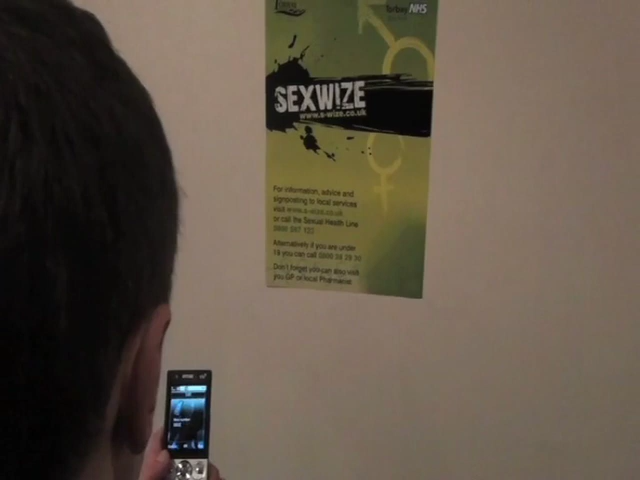 Torbay NHS
SEXWIZE
www.s-wize.co.uk
For information, advice and
signposting to local services
visit www.s-wize.co.uk
or call the Sexual Health Line
Alternatively if you are under
19 you can call
Don't forget you can also visit
you GP or local Pharmacist